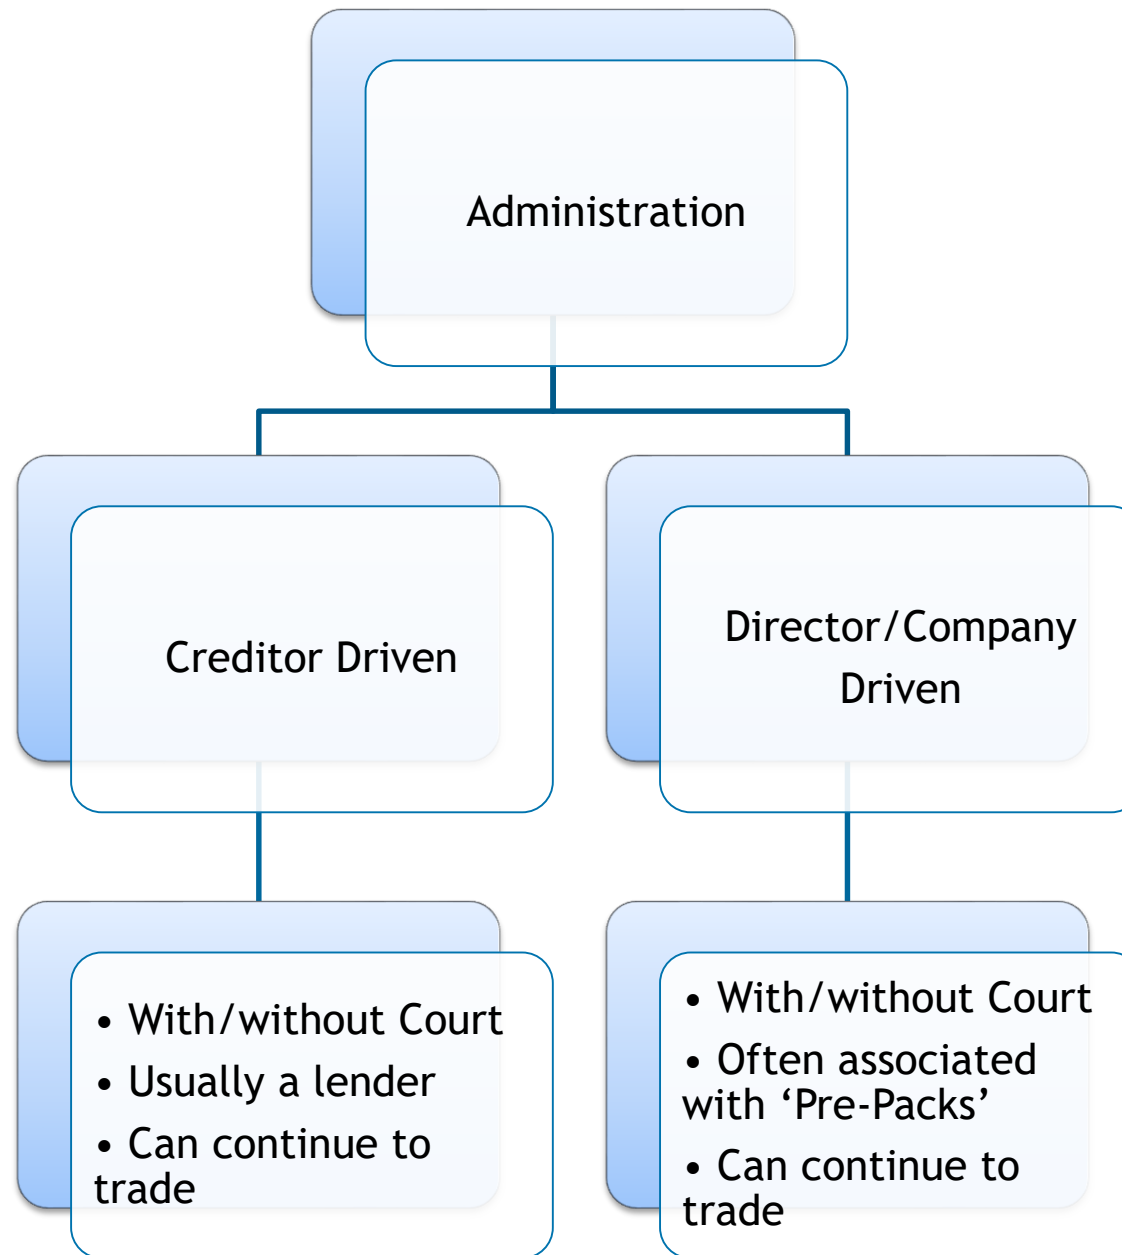 Administration
Creditor Driven
Director/Company
Driven
• With/without Court
• Usually a lender
• Can continue to
trade
• With/without Court
• Often associated
with ‘Pre-Packs’
• Can continue to
trade